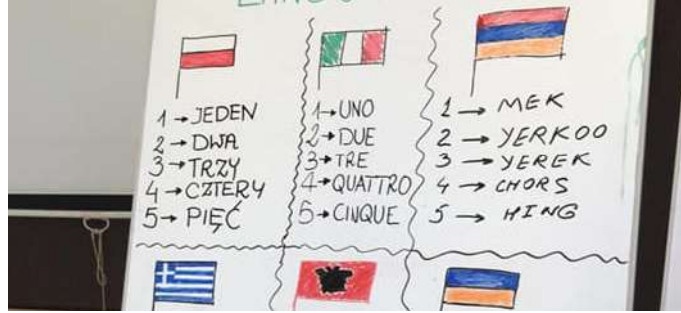 1→JEDEN
2→DWA
3→TRZY
4→CZTERY
5→PIĘĆ
1→UNO
2→DUE
3→TRE
4→QUATTRO
5→CINQUE
1 → MEK
2 → YERKOO
3 → YEREK
4 → CHORS
5 → HING